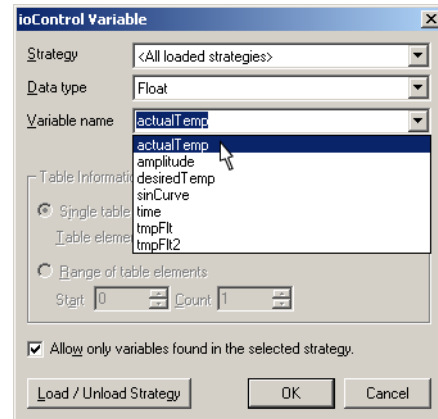 ioControl Variable
Strategy <All loaded strategies>
Data type Float
Variable name actualTemp
actualTemp
amplitude
desiredTemp
sinCurve
time
tmpFlt
tmpFlt2
Table
Single table
Table
Range of table elements
Start 0 Count 1
Allow only variables found in the selected strategy.
Load / Unload Strategy OK Cancel